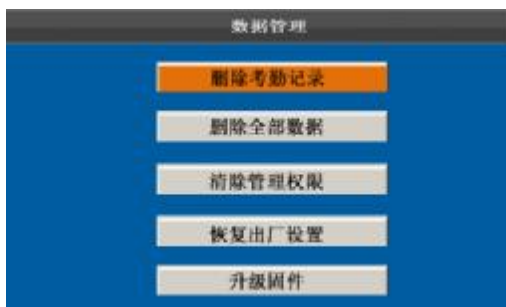 数据管理
删除考勤记录
删除全部数据
清除管理权限
恢复出厂设置
升级固件